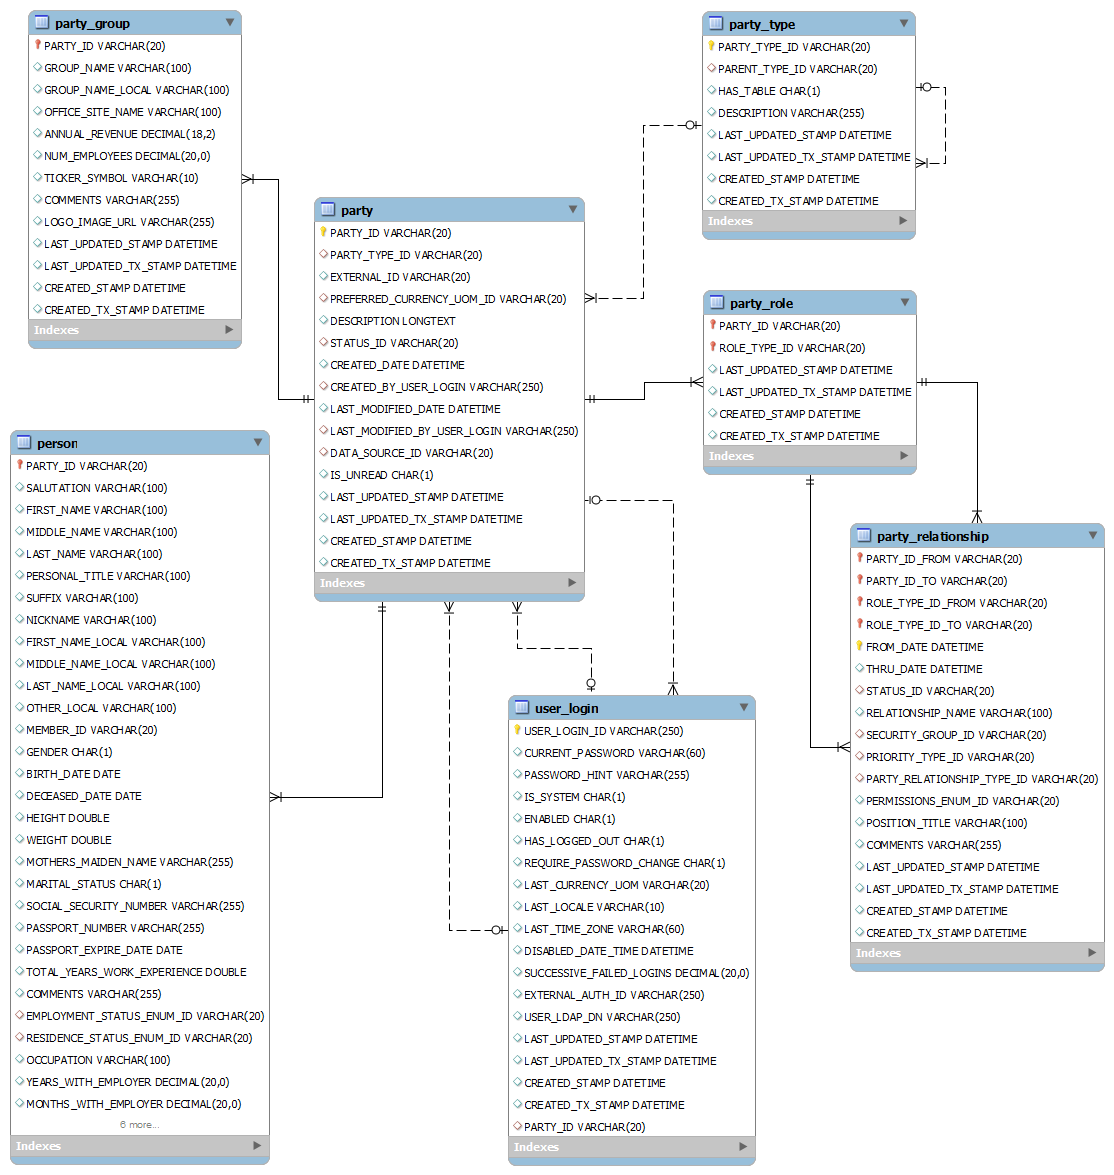 party_group
PARTY_ID VARCHAR(20)
GROUP_NAME VARCHAR(100)
GROUP_NAME_LOCAL VARCHAR(100)
OFFICE_SITE_NAME VARCHAR(100)
ANNUAL_REVENUE DECIMAL(18,2)
NUM_EMPLOYEES DECIMAL(20,0)
TICKER_SYMBOL VARCHAR(10)
COMMENTS VARCHAR(255)
LOGO_IMAGE_URL VARCHAR(255)
LAST_UPDATED_STAMP DATETIME
LAST_UPDATED_TX_STAMP DATETIME
CREATED_STAMP DATETIME
CREATED_TX_STAMP DATETIME
Indexes
party_type
PARTY_TYPE_ID VARCHAR(20)
PARENT_TYPE_ID VARCHAR(20)
HAS_TABLE CHAR(1)
DESCRIPTION VARCHAR(255)
LAST_UPDATED_STAMP DATETIME
LAST_UPDATED_TX_STAMP DATETIME
CREATED_STAMP DATETIME
CREATED_TX_STAMP DATETIME
Indexes
party
PARTY_ID VARCHAR(20)
PARTY_TYPE_ID VARCHAR(20)
EXTERNAL_ID VARCHAR(20)
PREFERRED_CURRENCY_UOM_ID VARCHAR(20)
DESCRIPTION LONGTEXT
STATUS_ID VARCHAR(20)
CREATED_DATE DATETIME
CREATED_BY_USER_LOGIN VARCHAR(250)
LAST_MODIFIED_DATE DATETIME
LAST_MODIFIED_BY_USER_LOGIN VARCHAR(250)
DATA_SOURCE_ID VARCHAR(20)
IS_UNREAD CHAR(1)
LAST_UPDATED_STAMP DATETIME
LAST_UPDATED_TX_STAMP DATETIME
CREATED_STAMP DATETIME
CREATED_TX_STAMP DATETIME
Indexes
party_role
PARTY_ID VARCHAR(20)
ROLE_TYPE_ID VARCHAR(20)
LAST_UPDATED_STAMP DATETIME
LAST_UPDATED_TX_STAMP DATETIME
CREATED_STAMP DATETIME
CREATED_TX_STAMP DATETIME
Indexes
person
PARTY_ID VARCHAR(20)
SALUTATION VARCHAR(100)
FIRST_NAME VARCHAR(100)
MIDDLE_NAME VARCHAR(100)
LAST_NAME VARCHAR(100)
PERSONAL_TITLE VARCHAR(100)
SUFFIX VARCHAR(100)
NICKNAME VARCHAR(100)
FIRST_NAME_LOCAL VARCHAR(100)
MIDDLE_NAME_LOCAL VARCHAR(100)
LAST_NAME_LOCAL VARCHAR(100)
OTHER_LOCAL VARCHAR(100)
MEMBER_ID VARCHAR(20)
GENDER CHAR(1)
BIRTH_DATE DATE
DECEASED_DATE DATE
HEIGHT DOUBLE
WEIGHT DOUBLE
MOTHERS_MAIDEN_NAME VARCHAR(255)
MARITAL_STATUS CHAR(1)
SOCIAL_SECURITY_NUMBER VARCHAR(255)
PASSPORT_NUMBER VARCHAR(255)
PASSPORT_EXPIRE_DATE DATE
TOTAL_YEARS_WORK_EXPERIENCE DOUBLE
COMMENTS VARCHAR(255)
EMPLOYMENT_STATUS_ENUM_ID VARCHAR(20)
RESIDENCE_STATUS_ENUM_ID VARCHAR(20)
OCCUPATION VARCHAR(100)
YEARS_WITH_EMPLOYER DECIMAL(20,0)
MONTHS_WITH_EMPLOYER DECIMAL(20,0)
6 more...
Indexes
party_relationship
PARTY_ID_FROM VARCHAR(20)
PARTY_ID_TO VARCHAR(20)
ROLE_TYPE_ID_FROM VARCHAR(20)
ROLE_TYPE_ID_TO VARCHAR(20)
FROM_DATE DATETIME
THRU_DATE DATETIME
STATUS_ID VARCHAR(20)
RELATIONSHIP_NAME VARCHAR(100)
SECURITY_GROUP_ID VARCHAR(20)
PRIORITY_TYPE_ID VARCHAR(20)
PARTY_RELATIONSHIP_TYPE_ID VARCHAR(20)
PERMISSIONS_ENUM_ID VARCHAR(20)
POSITION_TITLE VARCHAR(100)
COMMENTS VARCHAR(255)
LAST_UPDATED_STAMP DATETIME
LAST_UPDATED_TX_STAMP DATETIME
CREATED_STAMP DATETIME
CREATED_TX_STAMP DATETIME
Indexes
user_login
USER_LOGIN_ID VARCHAR(250)
CURRENT_PASSWORD VARCHAR(60)
PASSWORD_HINT VARCHAR(255)
IS_SYSTEM CHAR(1)
ENABLED CHAR(1)
HAS_LOGGED_OUT CHAR(1)
REQUIRE_PASSWORD_CHANGE CHAR(1)
LAST_CURRENCY_UOM VARCHAR(20)
LAST_LOCALE VARCHAR(10)
LAST_TIME_ZONE VARCHAR(60)
DISABLED_DATE_TIME DATETIME
SUCCESSIVE_FAILED_LOGINS DECIMAL(20,0)
EXTERNAL_AUTH_ID VARCHAR(250)
USER_LDAP_DN VARCHAR(250)
LAST_UPDATED_STAMP DATETIME
LAST_UPDATED_TX_STAMP DATETIME
CREATED_STAMP DATETIME
CREATED_TX_STAMP DATETIME
PARTY_ID VARCHAR(20)
Indexes